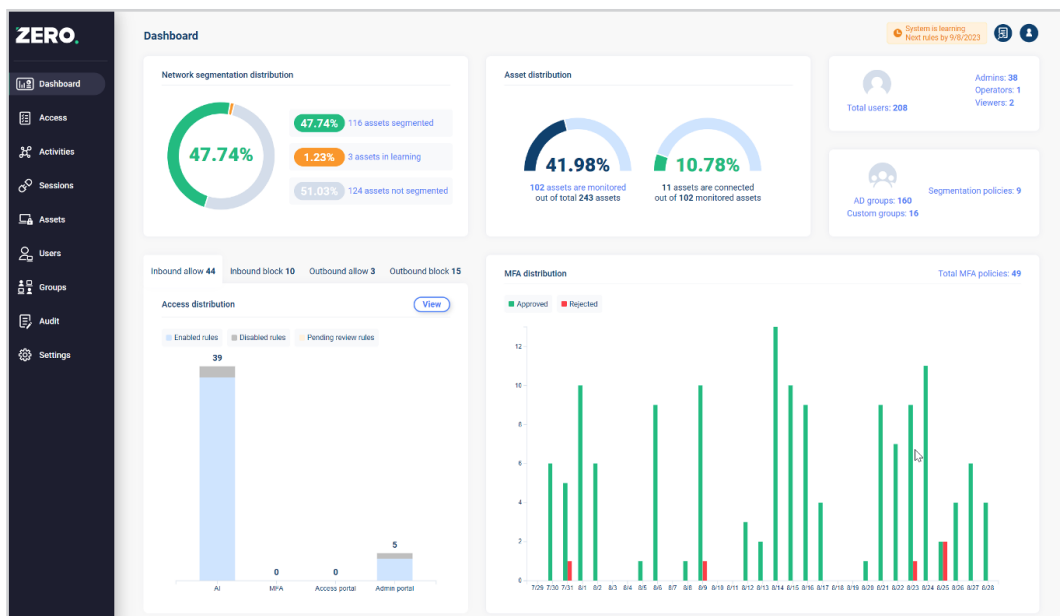 ZERO.
Dashboard
Access
Activities
Sessions
Assets
Users
Groups
Audit
Settings
Dashboard
System is learning
Next rules by 9/8/2023
Network segmentation distribution
47.74%
47.74% 116 assets segmented
1.23% 3 assets in learning
51.03% 124 assets not segmented
Asset distribution
41.98%
102 assets are monitored
out of total 243 assets
10.78%
11 assets are connected
out of 102 monitored assets
Total users: 208
Admins: 38
Operators: 1
Viewers: 2
AD groups: 160
Custom groups: 16
Segmentation policies: 9
Inbound allow 44 Inbound block 10 Outbound allow 3 Outbound block 15
Access distribution View
Enabled rules Disabled rules Pending review rules
39
0
0
5
AI MFA Access portal Admin portal
MFA distribution Total MFA policies: 49
Approved Rejected
12
10
8
6
4
2
0
7/29 7/30 7/31 8/1 8/2 8/3 8/4 8/5 8/6 8/7 8/8 8/9 8/10 8/11 8/12 8/13 8/14 8/15 8/16 8/17 8/18 8/19 8/20 8/21 8/22 8/23 8/24 8/25 8/26 8/27 8/28